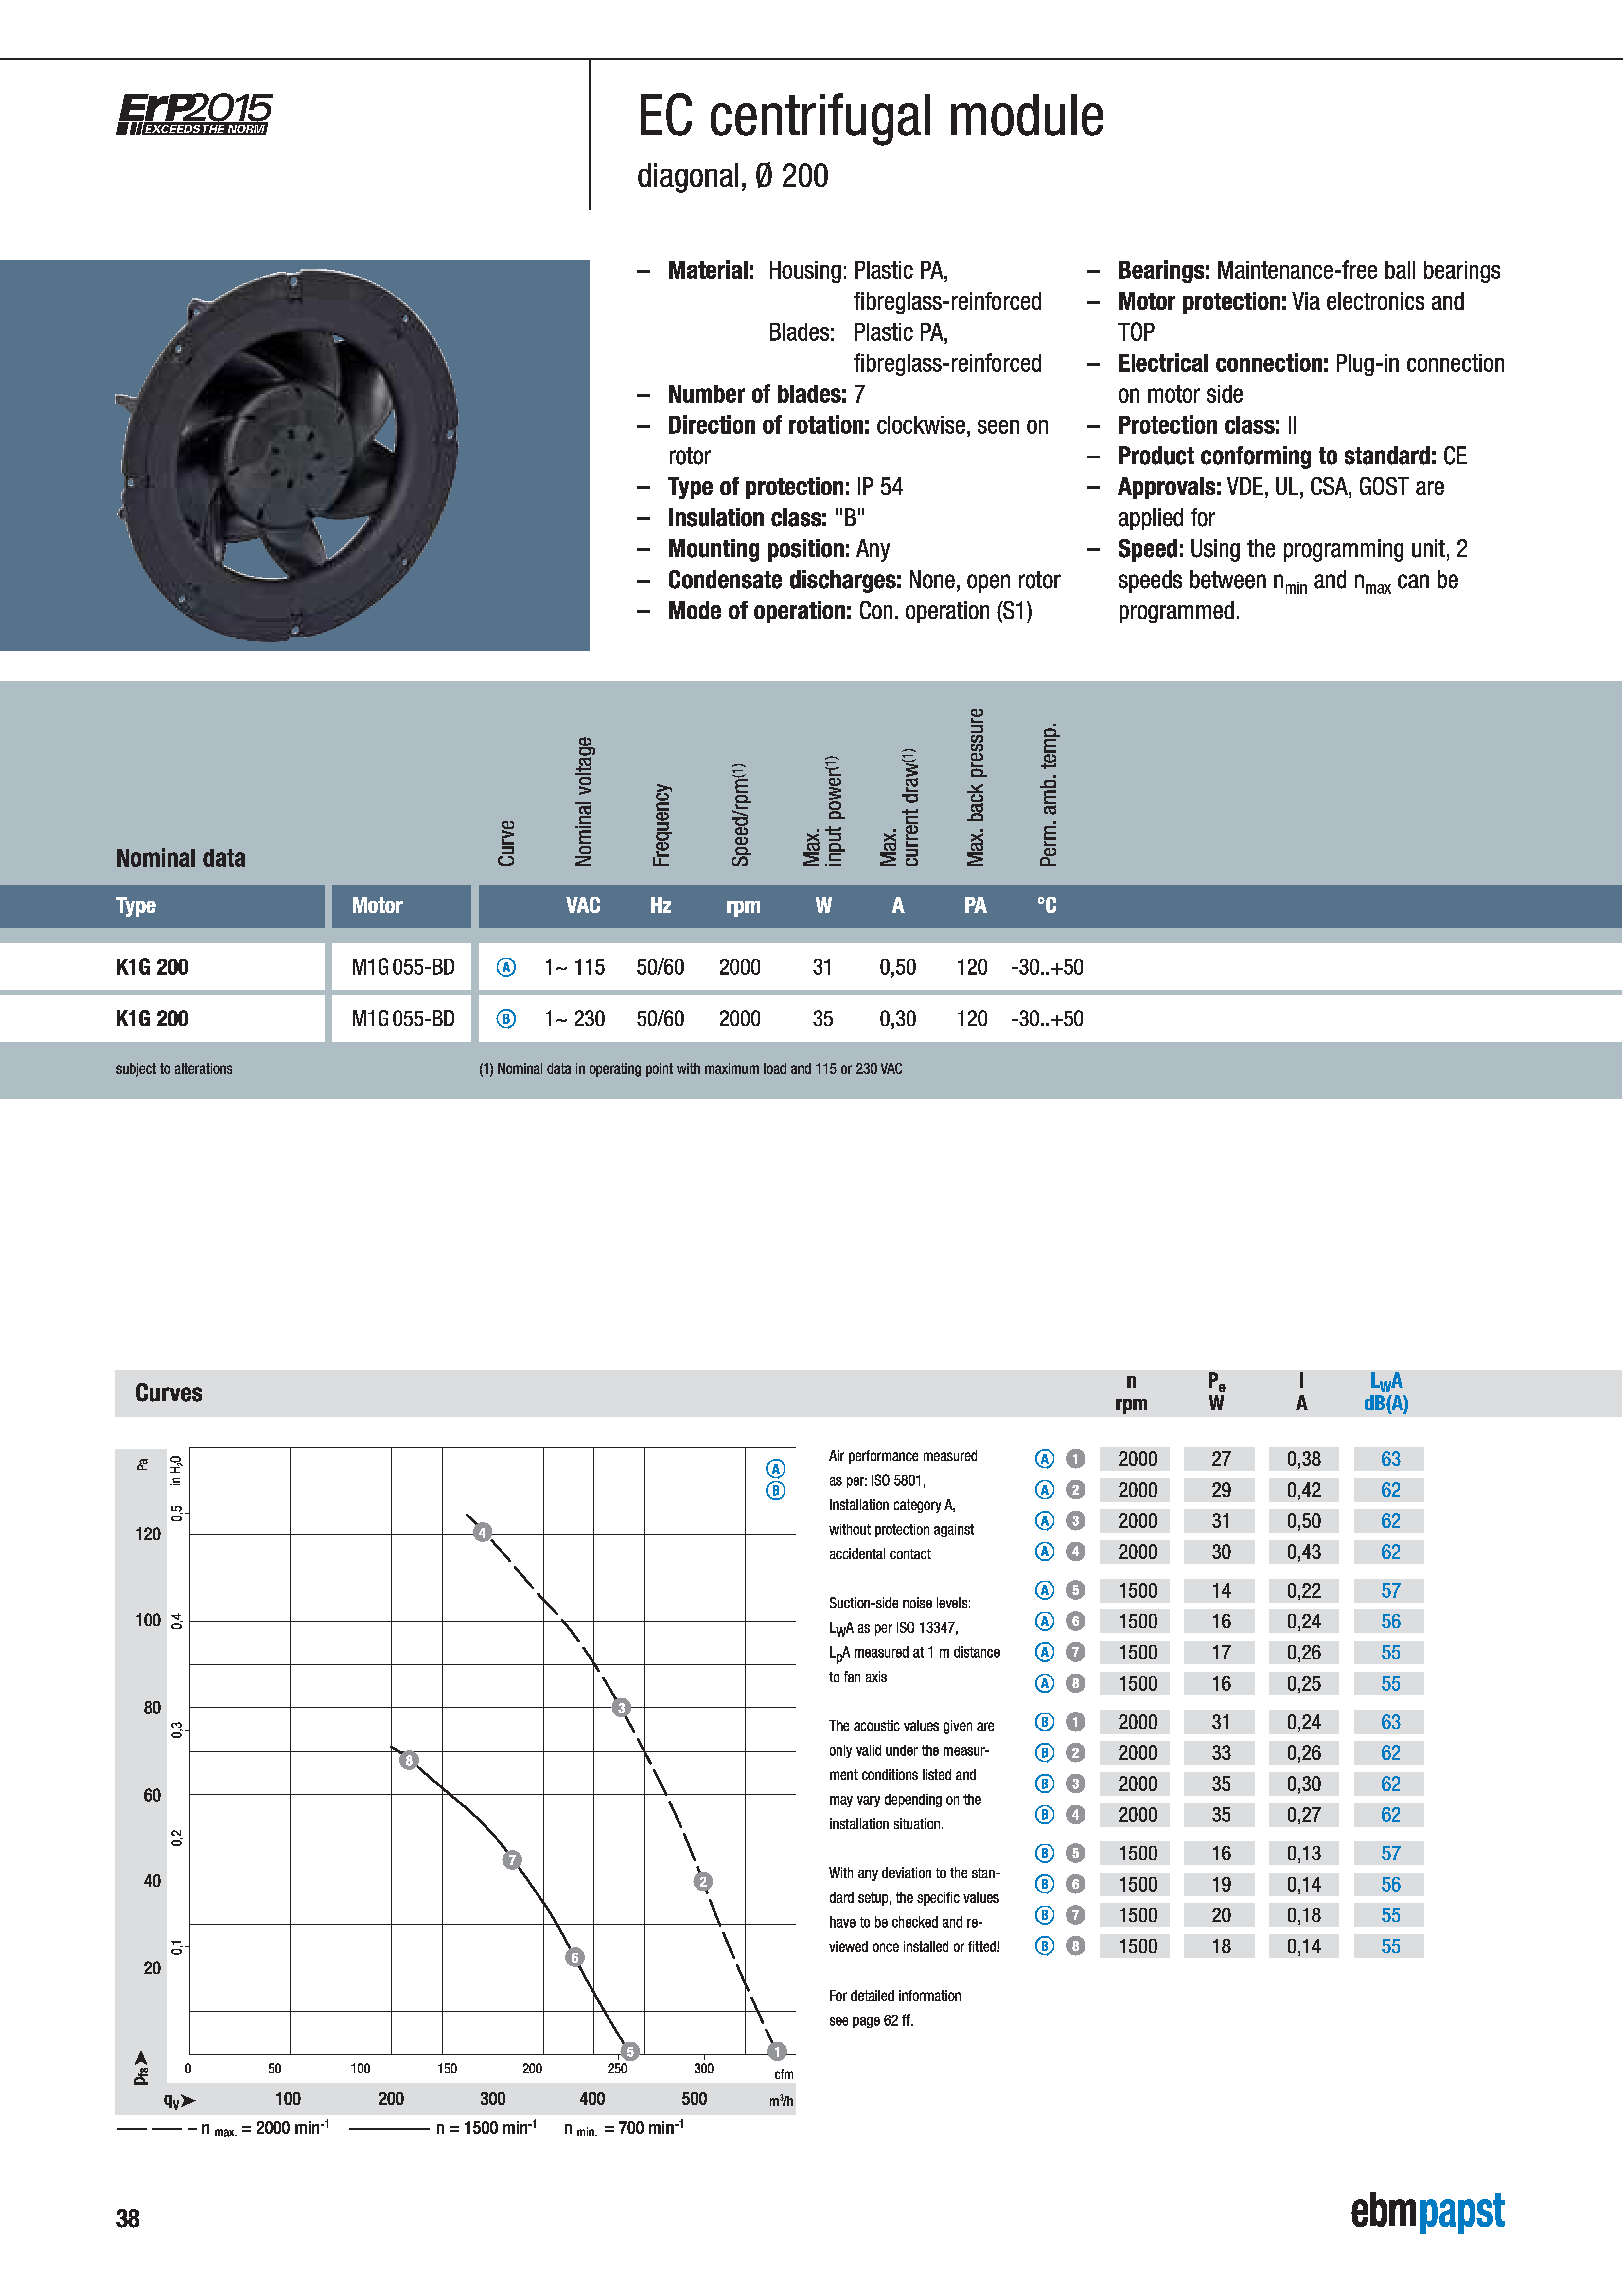 ErP2015
EXCEEDS THE NORM
EC centrifugal module
diagonal, Ø 200
– Material: Housing: Plastic PA,
fibreglass-reinforced
Blades: Plastic PA,
fibreglass-reinforced
– Number of blades: 7
– Direction of rotation: clockwise, seen on
rotor
– Type of protection: IP 54
– Insulation class: "B"
– Mounting position: Any
– Condensate discharges: None, open rotor
– Mode of operation: Con. operation (S1)
– Bearings: Maintenance-free ball bearings
– Motor protection: Via electronics and
TOP
– Electrical connection: Plug-in connection
on motor side
– Protection class: II
– Product conforming to standard: CE
– Approvals: VDE, UL, CSA, GOST are
applied for
– Speed: Using the programming unit, 2
speeds between nmin and nmax can be
programmed.
Nominal data
Curve
Nominal voltage
Frequency
Speed/rpm(1)
Max.
input power(1)
Max.
current draw(1)
Max. back pressure
Perm. amb. temp.
Type Motor VAC Hz rpm W A PA °C
K1G 200 M1G 055-BD A 1~ 115 50/60 2000 31 0,50 120 -30..+50
K1G 200 M1G 055-BD B 1~ 230 50/60 2000 35 0,30 120 -30..+50
subject to alterations (1) Nominal data in operating point with maximum load and 115 or 230 VAC
Curves
n Pe I LWA
rpm W A dB(A)
Pa
in H2O
A
B
0,5
120
100
0,4
80
0,3
60
0,2
40
0,1
20
pfs
4
3
8
7
2
6
5
1
0 50 100 150 200 250 300 cfm
qV 100 200 300 400 500 m³/h
n max. = 2000 min-1 n = 1500 min-1 n min. = 700 min-1
Air performance measured
as per: ISO 5801,
Installation category A,
without protection against
accidental contact
Suction-side noise levels:
LWA as per ISO 13347,
LpA measured at 1 m distance
to fan axis
The acoustic values given are
only valid under the measur-
ment conditions listed and
may vary depending on the
installation situation.
With any deviation to the stan-
dard setup, the specific values
have to be checked and re-
viewed once installed or fitted!
For detailed information
see page 62 ff.
A 1 2000 27 0,38 63
A 2 2000 29 0,42 62
A 3 2000 31 0,50 62
A 4 2000 30 0,43 62
A 5 1500 14 0,22 57
A 6 1500 16 0,24 56
A 7 1500 17 0,26 55
A 8 1500 16 0,25 55
B 1 2000 31 0,24 63
B 2 2000 33 0,26 62
B 3 2000 35 0,30 62
B 4 2000 35 0,27 62
B 5 1500 16 0,13 57
B 6 1500 19 0,14 56
B 7 1500 20 0,18 55
B 8 1500 18 0,14 55
38
ebmpapst